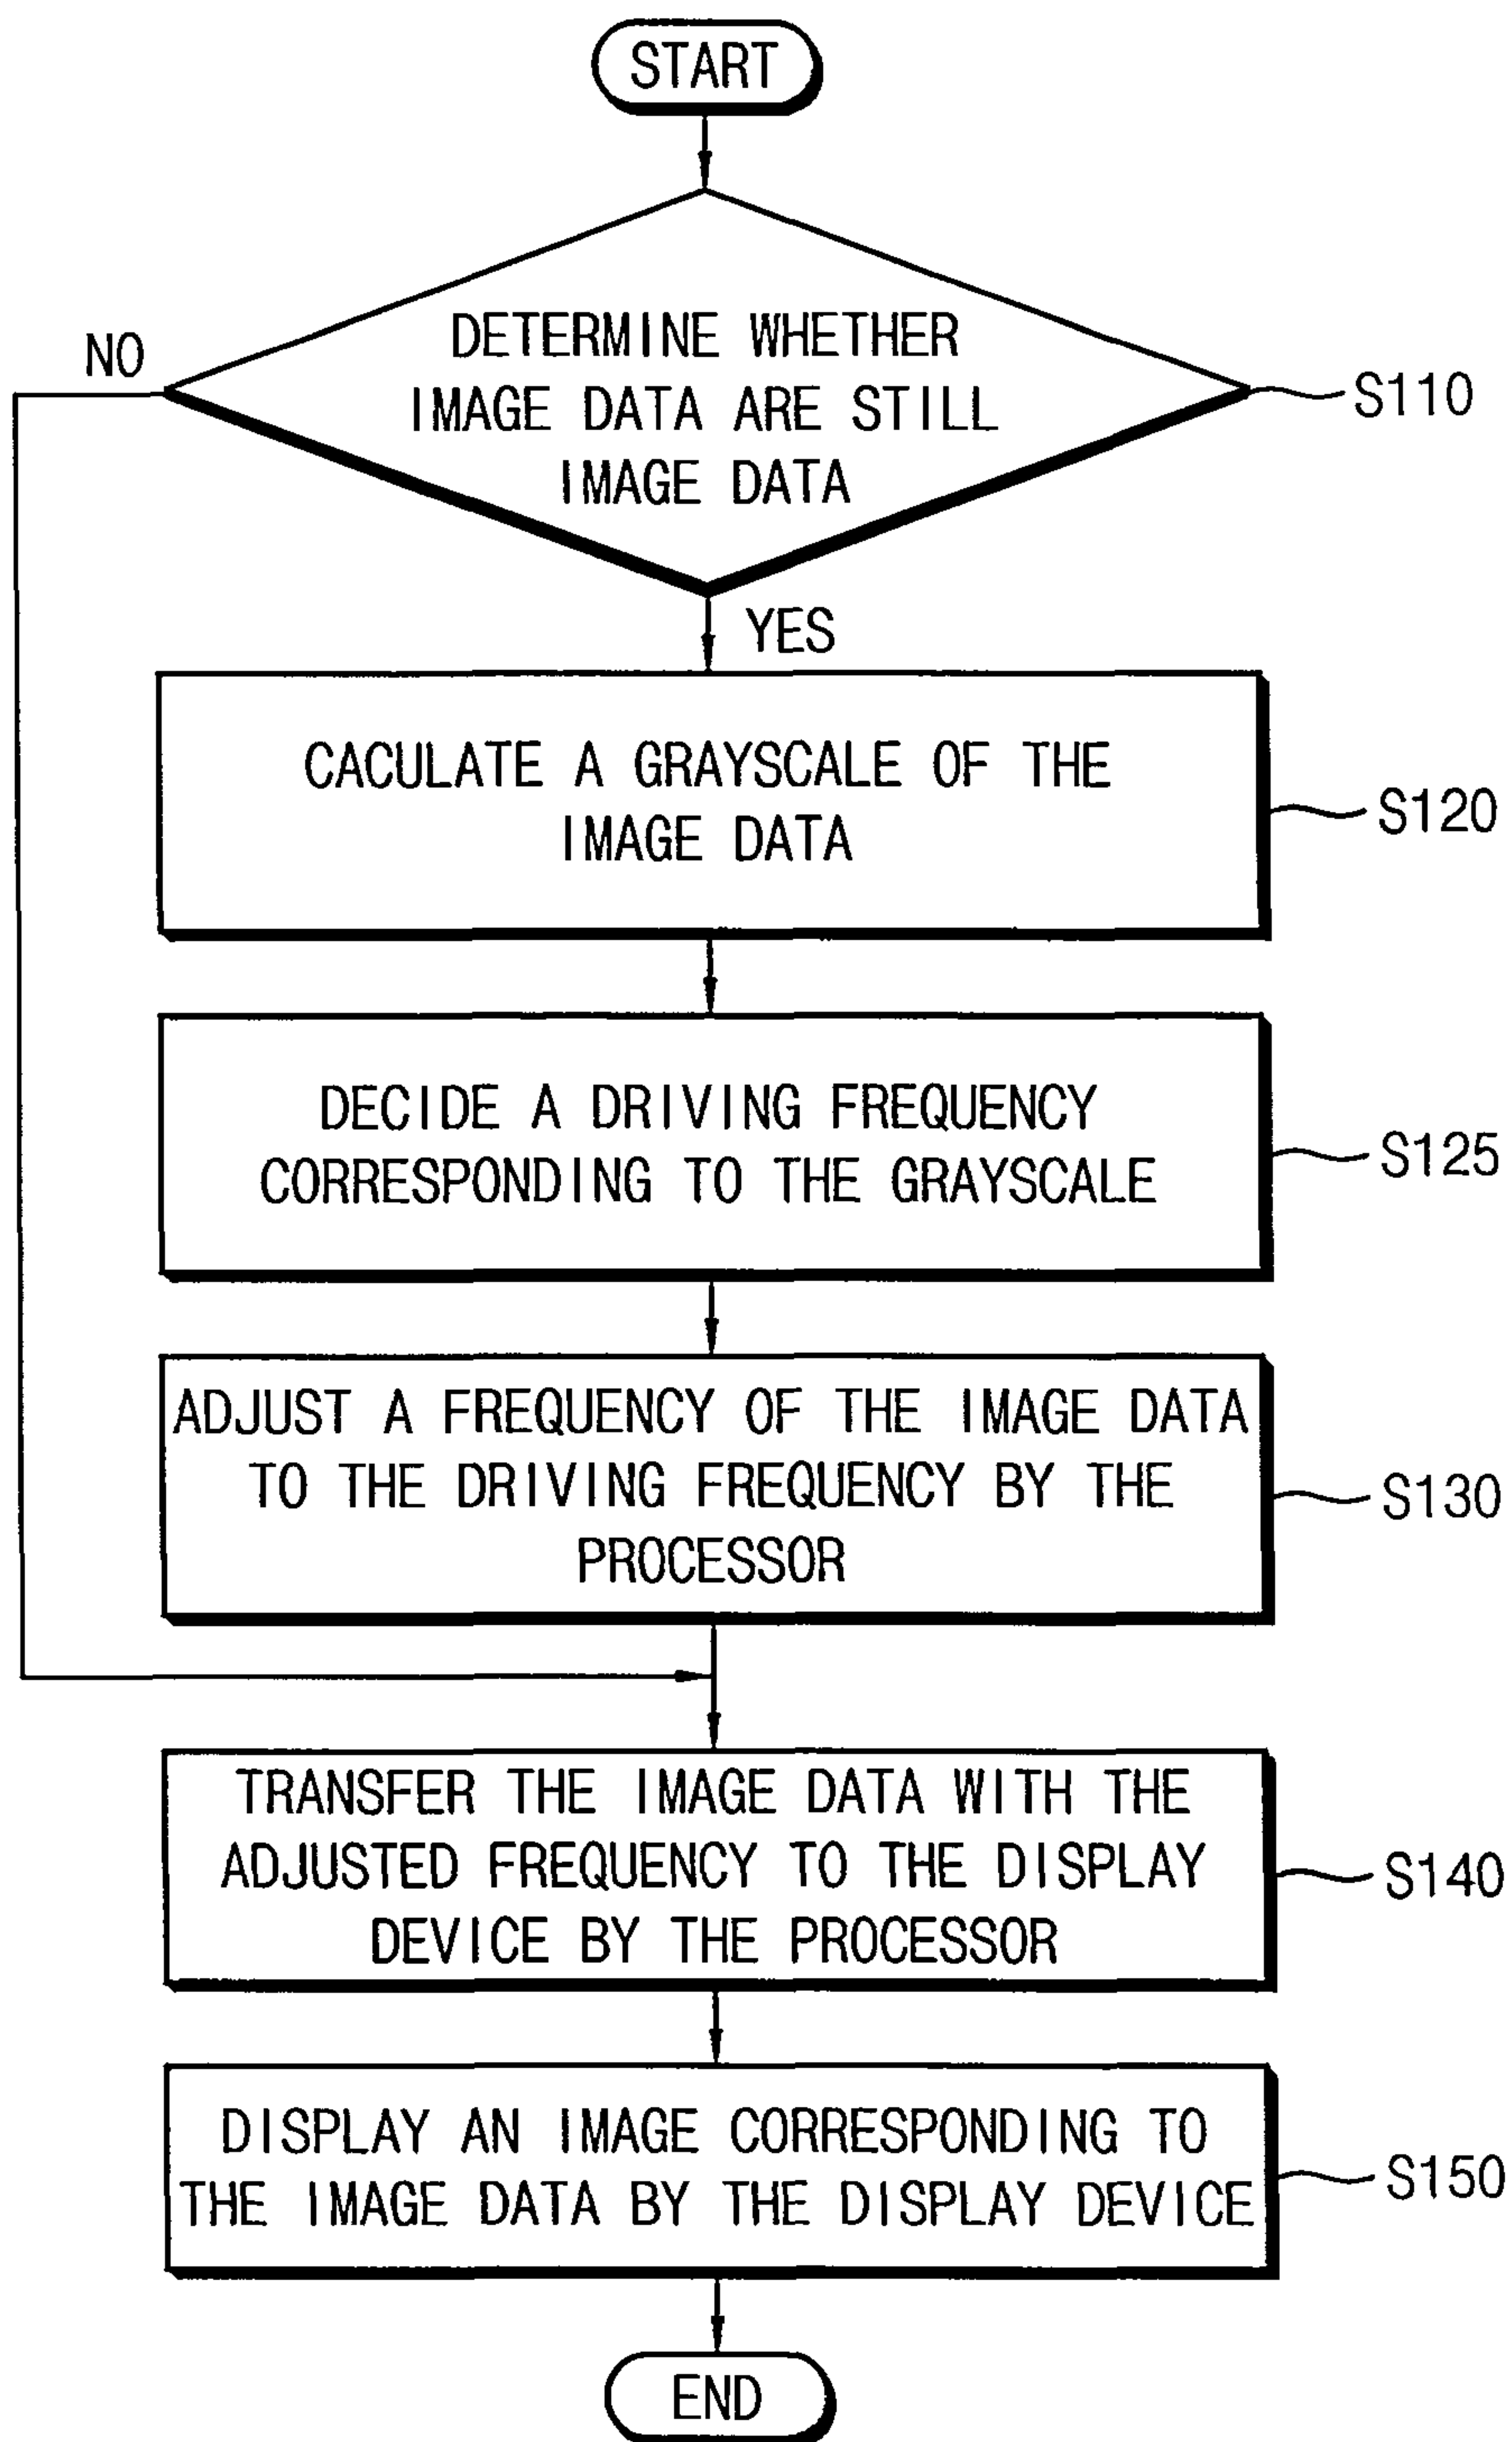 START
DETERMINE WHETHER
IMAGE DATA ARE STILL
IMAGE DATA
NO
S110
YES
CACULATE A GRAYSCALE OF THE
IMAGE DATA
S120
DECIDE A DRIVING FREQUENCY
CORRESPONDING TO THE GRAYSCALE
S125
ADJUST A FREQUENCY OF THE IMAGE DATA
TO THE DRIVING FREQUENCY BY THE
PROCESSOR
S130
TRANSFER THE IMAGE DATA WITH THE
ADJUSTED FREQUENCY TO THE DISPLAY
DEVICE BY THE PROCESSOR
S140
DISPLAY AN IMAGE CORRESPONDING TO
THE IMAGE DATA BY THE DISPLAY DEVICE
S150
END